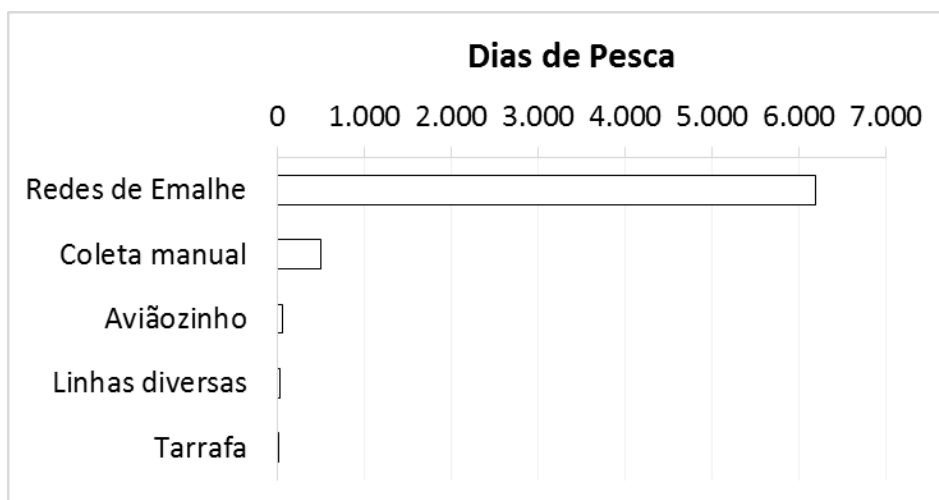 Dias de Pesca
0 1.000 2.000 3.000 4.000 5.000 6.000 7.000
Redes de Emalhe
Coleta manual
Aviãozinho
Linhas diversas
Tarrafa